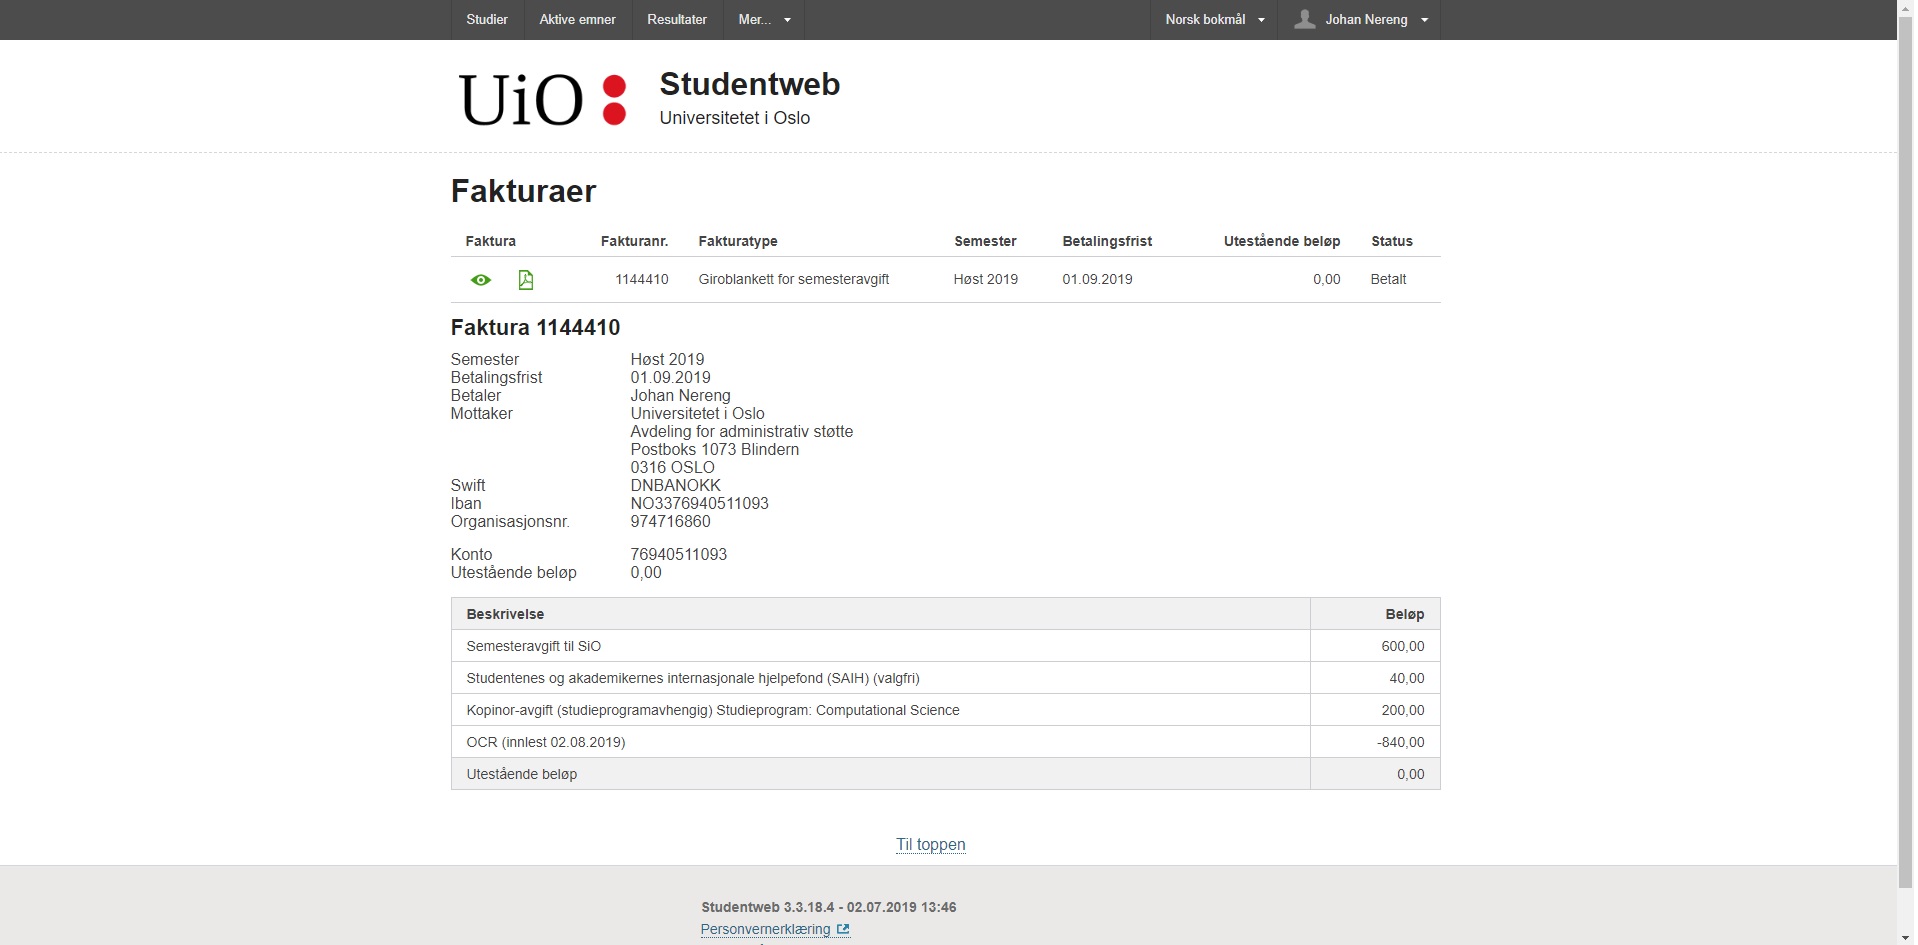 Studier Aktive emner Resultater Mer... Norsk bokmål Johan Nereng
UiO
Studentweb
Universitetet i Oslo
Fakturaer
Faktura Fakturanr. Fakturatype Semester Betalingsfrist Utestående beløp Status
1144410 Giroblankett for semesteravgift Høst 2019 01.09.2019 0,00 Betalt
Faktura 1144410
Semester Høst 2019
Betalingsfrist 01.09.2019
Betaler Johan Nereng
Mottaker Universitetet i Oslo
Avdeling for administrativ støtte
Postboks 1073 Blindern
0316 OSLO
Swift DNBANOKK
Iban NO3376940511093
Organisasjonsnr. 974716860
Konto 76940511093
Utestående beløp 0,00
Beskrivelse Beløp
Semesteravgift til SiO 600,00
Studentenes og akademikernes internasjonale hjelpefond (SAIH) (valgfri) 40,00
Kopinor-avgift (studieprogramavhengig) Studieprogram: Computational Science 200,00
OCR (innlest 02.08.2019) -840,00
Utestående beløp 0,00
Til toppen
Studentweb 3.3.18.4 - 02.07.2019 13:46
Personvernerklæring